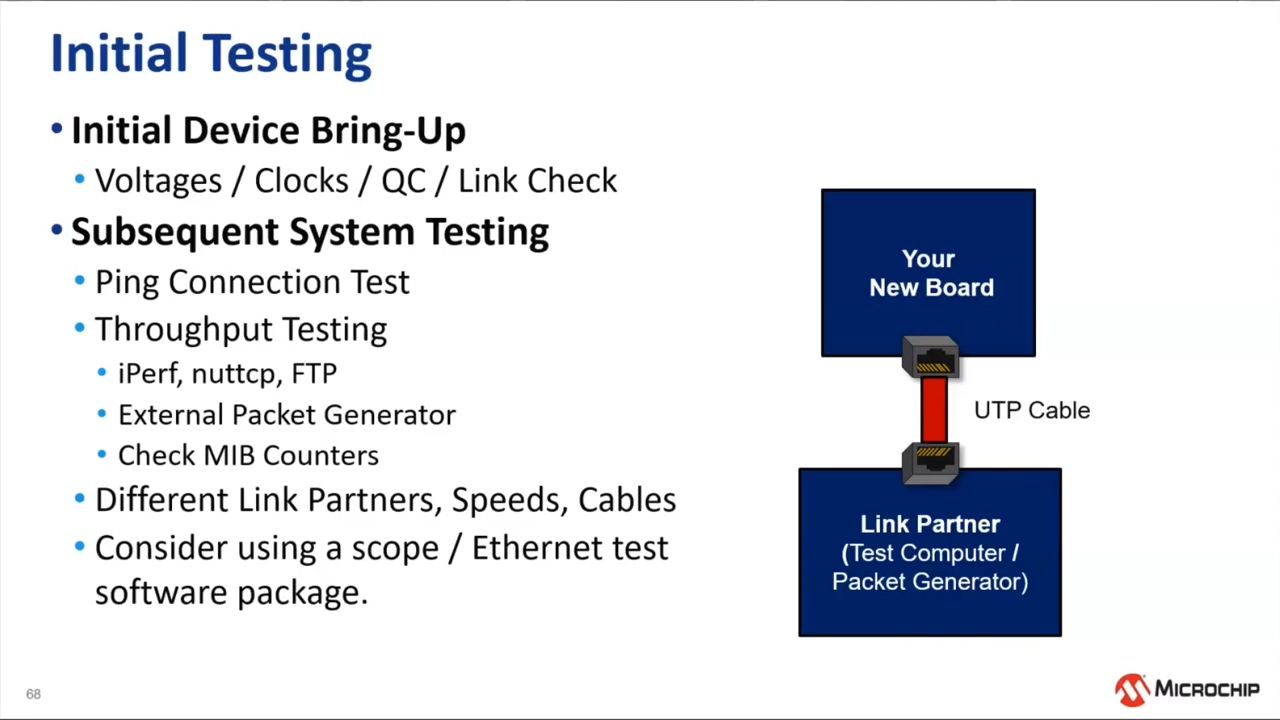 Initial Testing
• Initial Device Bring-Up
• Voltages / Clocks / QC / Link Check
• Subsequent System Testing
• Ping Connection Test
• Throughput Testing
• iPerf, nuttcp, FTP
• External Packet Generator
• Check MIB Counters
• Different Link Partners, Speeds, Cables
• Consider using a scope / Ethernet test
software package.
Your
New Board
UTP Cable
Link Partner
(Test Computer /
Packet Generator)
68
MICROCHIP